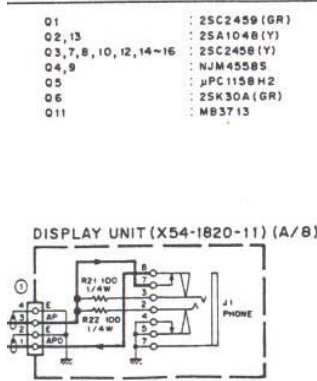 Q1 : 2SC2459(GR)
Q2,13 : 2SA1048(Y)
Q3,7,8,10,12,14~16 : 2SC2458(Y)
Q4,9 : NJM4558S
Q5 : µPC1158H2
Q6 : 2SK30A(GR)
Q11 : MB3713
DISPLAY UNIT (X54-1820-11) (A/8)
1
R21 100
1/4W
R22 100
1/4W
4 E
3 AP
2 E
1 APO
6
7
3
2
4
5
7
J1
PHONE